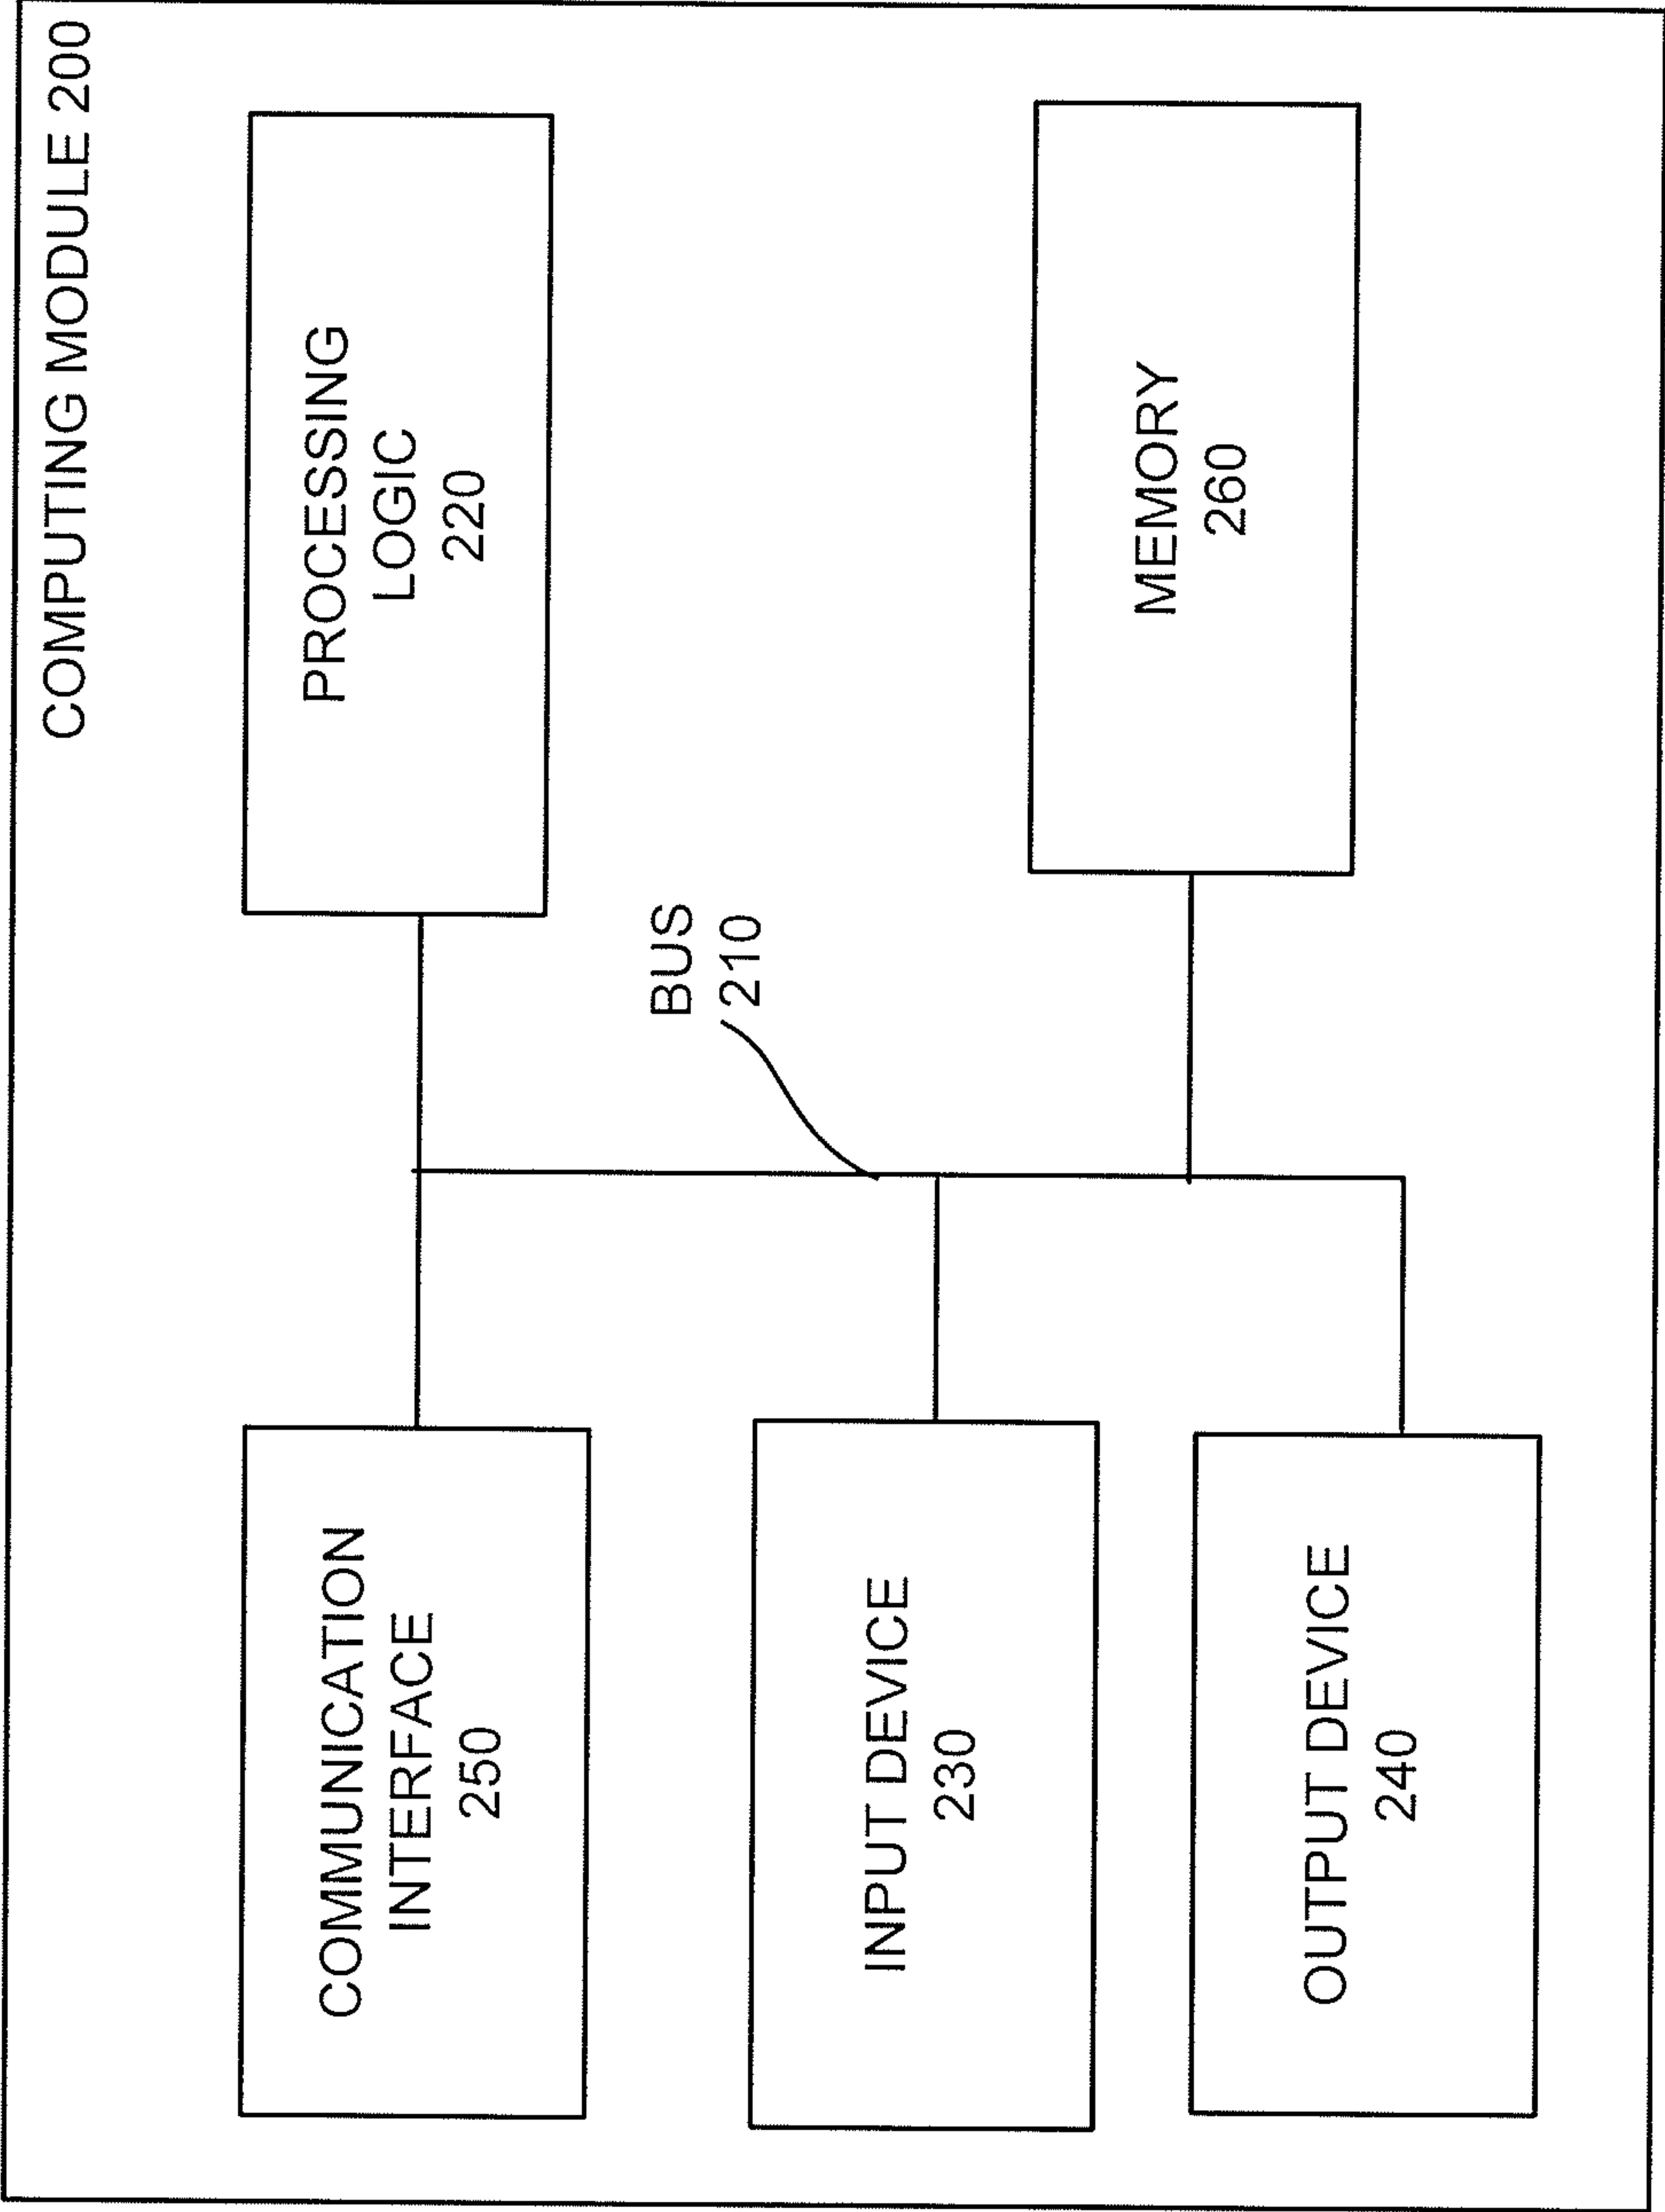 COMPUTING MODULE 200
COMMUNICATION
INTERFACE
250
PROCESSING
LOGIC
220
BUS
210
INPUT DEVICE
230
MEMORY
260
OUTPUT DEVICE
240